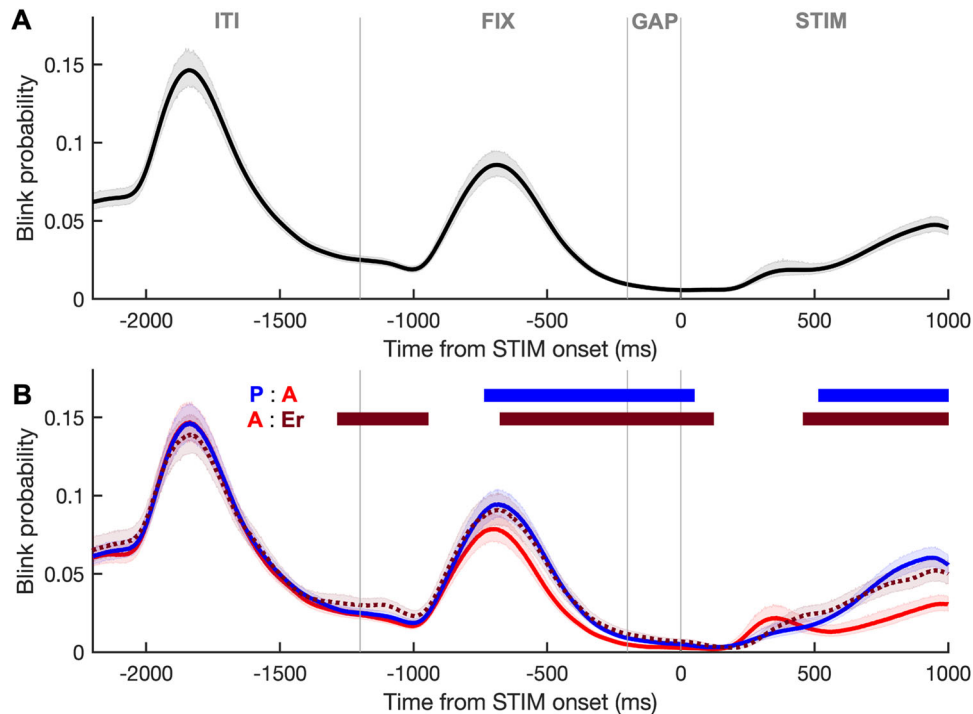 A
ITI FIX GAP STIM
Blink probability
0.15
0.1
0.05
0
-2000 -1500 -1000 -500 0 500 1000
Time from STIM onset (ms)
B
P : A
A : Er
Blink probability
0.15
0.1
0.05
0
-2000 -1500 -1000 -500 0 500 1000
Time from STIM onset (ms)